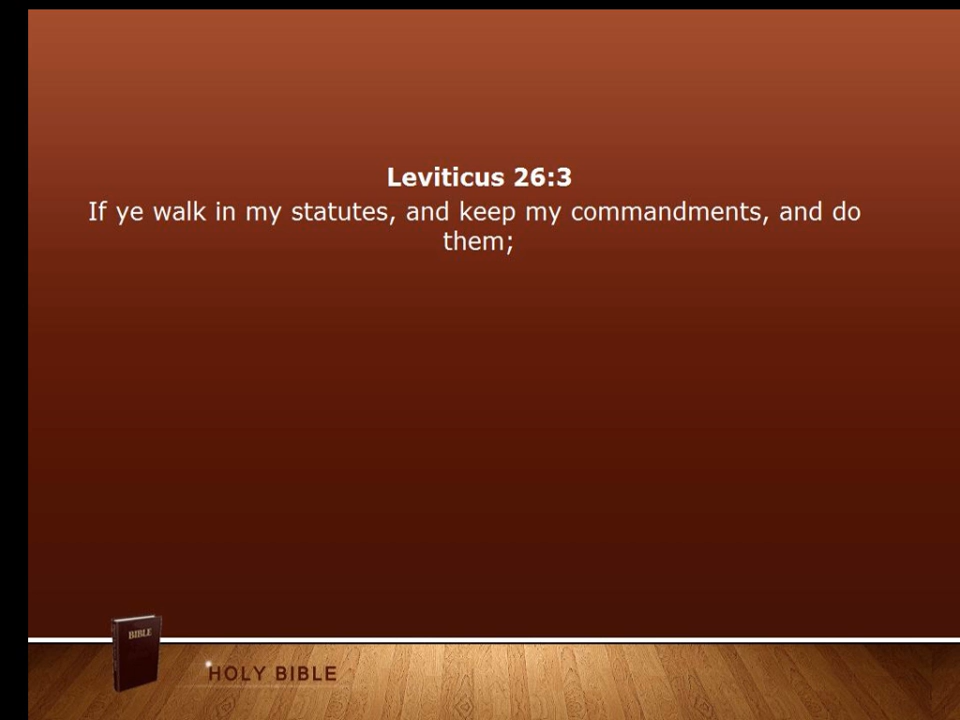 Leviticus 26:3
If ye walk in my statutes, and keep my commandments, and do
them;
BIBLE
HOLY BIBLE